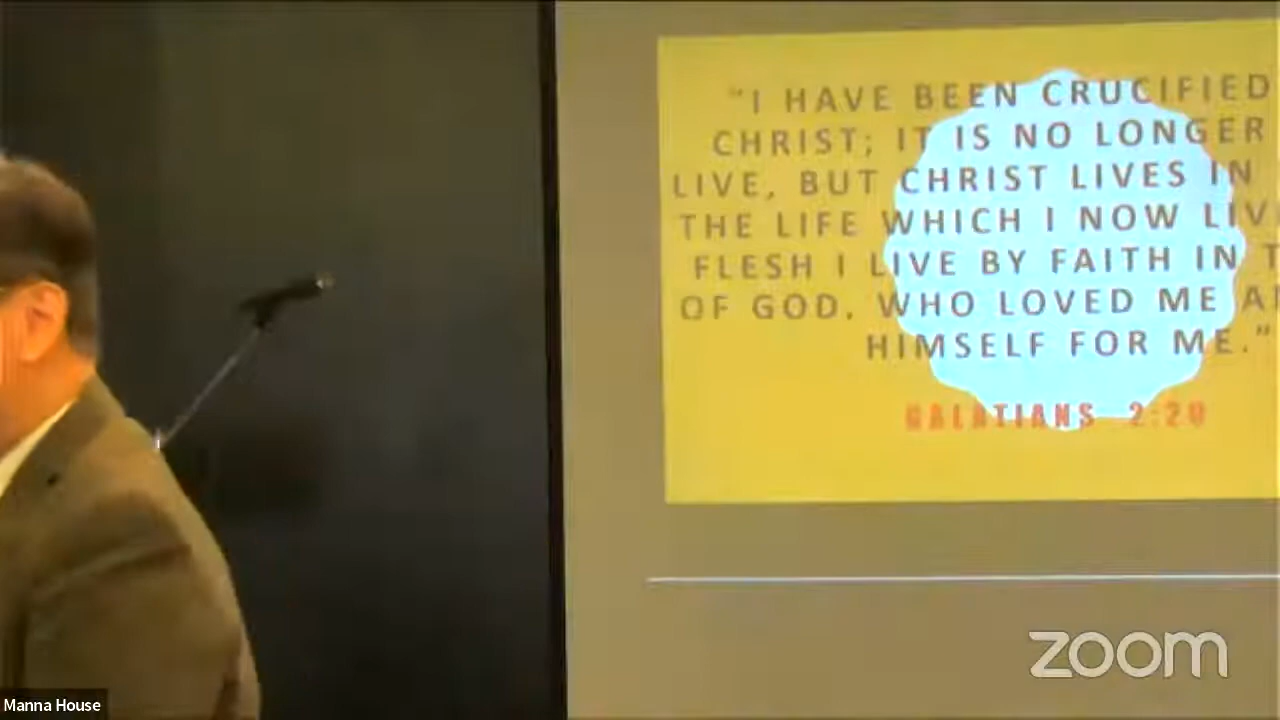 "I HAVE BEEN CRUCIFIED
CHRIST; IT IS NO LONGER
LIVE, BUT CHRIST LIVES IN
THE LIFE WHICH I NOW LIV
FLESH I LIVE BY FAITH IN T
OF GOD, WHO LOVED ME A
HIMSELF FOR ME."
GALATIANS 2:20
zoom
Manna House